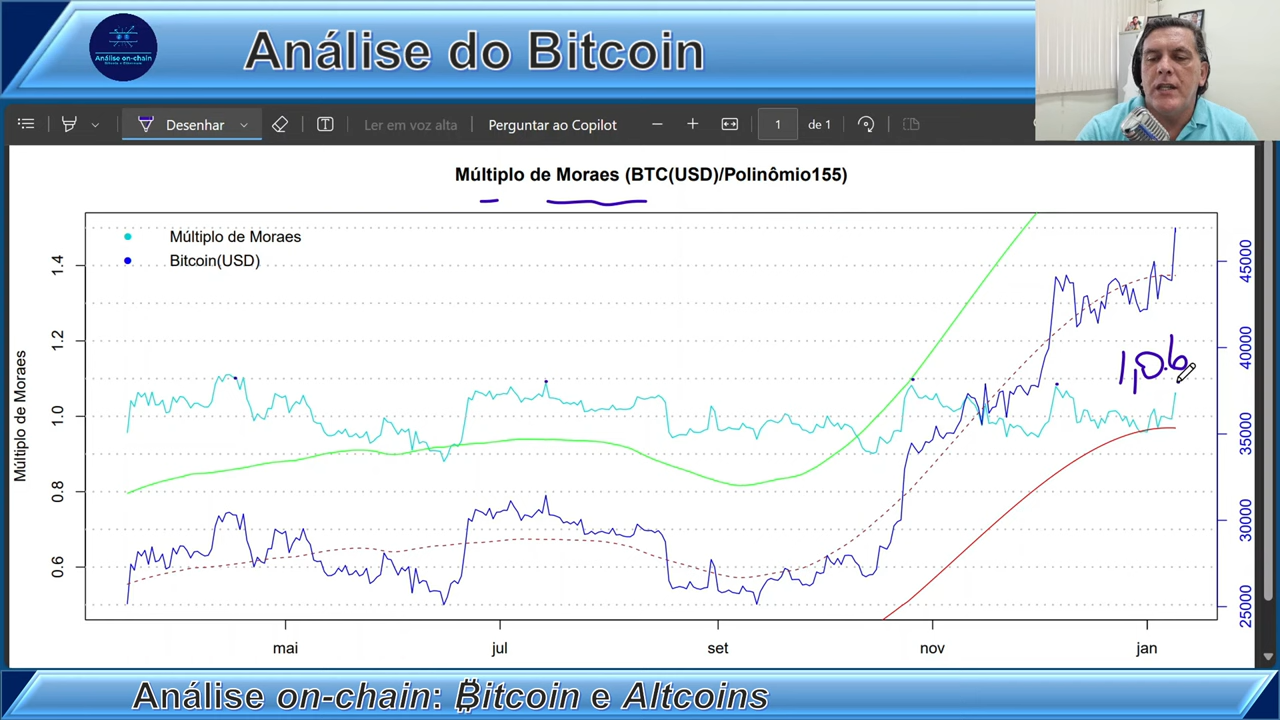 Análise do Bitcoin
Análise on-chain
Desenhar
Ler em voz alta
Perguntar ao Copilot
1
de 1
Múltiplo de Moraes (BTC(USD)/Polinômio155)
Múltiplo de Moraes
Bitcoin(USD)
Múltiplo de Moraes
1.4
1.2
1.0
0.8
0.6
45000
40000
35000
30000
25000
1,06
mai
jul
set
nov
jan
Análise on-chain: ₿itcoin e Altcoins